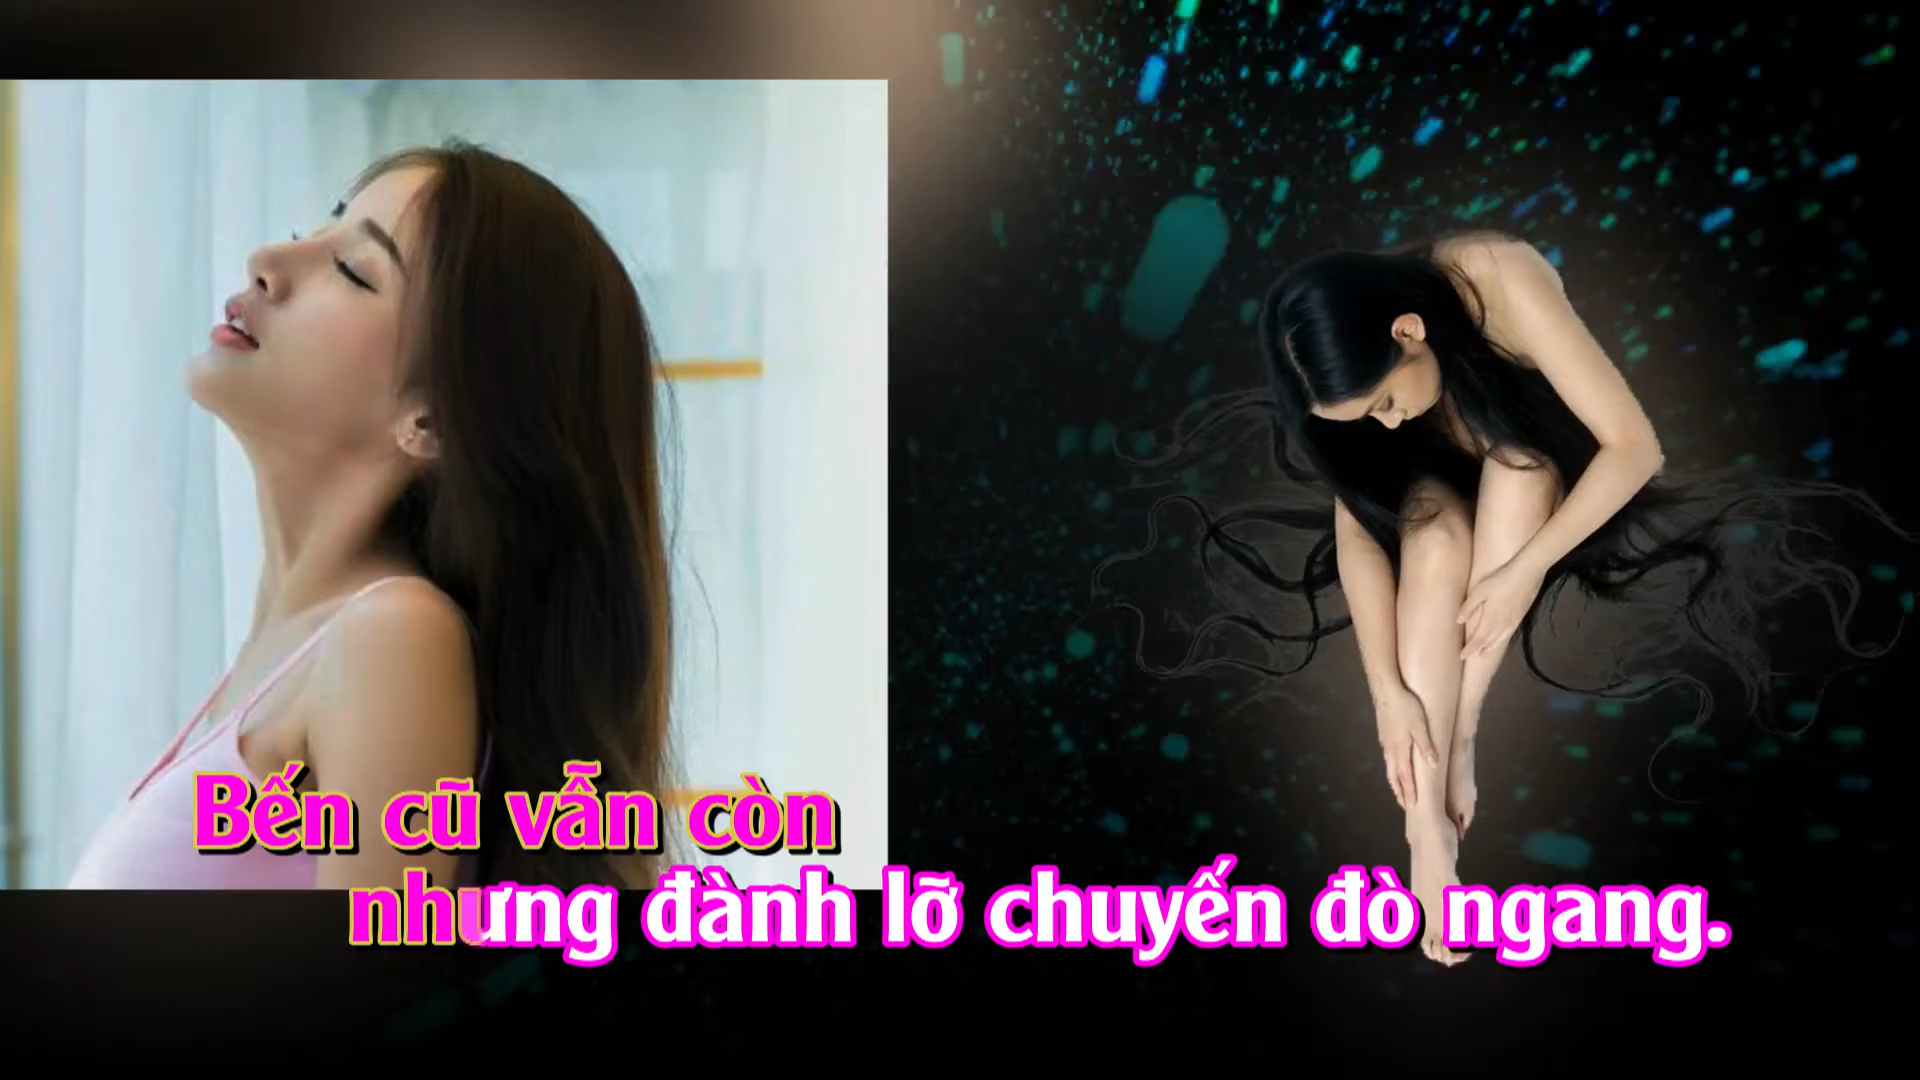 Bến cũ vẫn còn
nhưng đành lỡ chuyến đò ngang.